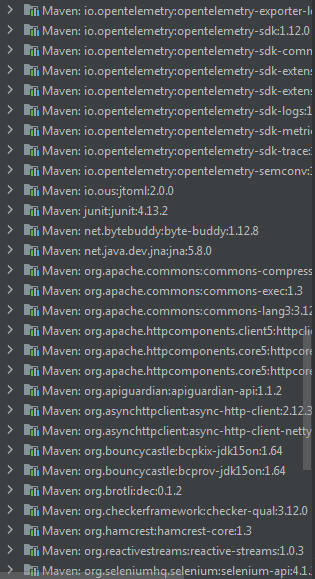 Maven: io.opentelemetry:opentelemetry-exporter-
Maven: io.opentelemetry:opentelemetry-sdk:1.12.0
Maven: io.opentelemetry:opentelemetry-sdk-comm
Maven: io.opentelemetry:opentelemetry-sdk-extens
Maven: io.opentelemetry:opentelemetry-sdk-extens
Maven: io.opentelemetry:opentelemetry-sdk-logs:1
Maven: io.opentelemetry:opentelemetry-sdk-metric
Maven: io.opentelemetry:opentelemetry-sdk-trace:
Maven: io.opentelemetry:opentelemetry-semconv:
Maven: io.ous:jtoml:2.0.0
Maven: junit:junit:4.13.2
Maven: net.bytebuddy:byte-buddy:1.12.8
Maven: net.java.dev.jna:jna:5.8.0
Maven: org.apache.commons:commons-compress
Maven: org.apache.commons:commons-exec:1.3
Maven: org.apache.commons:commons-lang3:3.12
Maven: org.apache.httpcomponents.client5:httpcli
Maven: org.apache.httpcomponents.core5:httpcore
Maven: org.apache.httpcomponents.core5:httpcore
Maven: org.apiguardian:apiguardian-api:1.1.2
Maven: org.asynchttpclient:async-http-client:2.12.3
Maven: org.asynchttpclient:async-http-client-netty
Maven: org.bouncycastle:bcpkix-jdk15on:1.64
Maven: org.bouncycastle:bcprov-jdk15on:1.64
Maven: org.brotli:dec:0.1.2
Maven: org.checkerframework:checker-qual:3.12.0
Maven: org.hamcrest:hamcrest-core:1.3
Maven: org.reactivestreams:reactive-streams:1.0.3
Maven: org.seleniumhq.selenium:selenium-api:4.1.